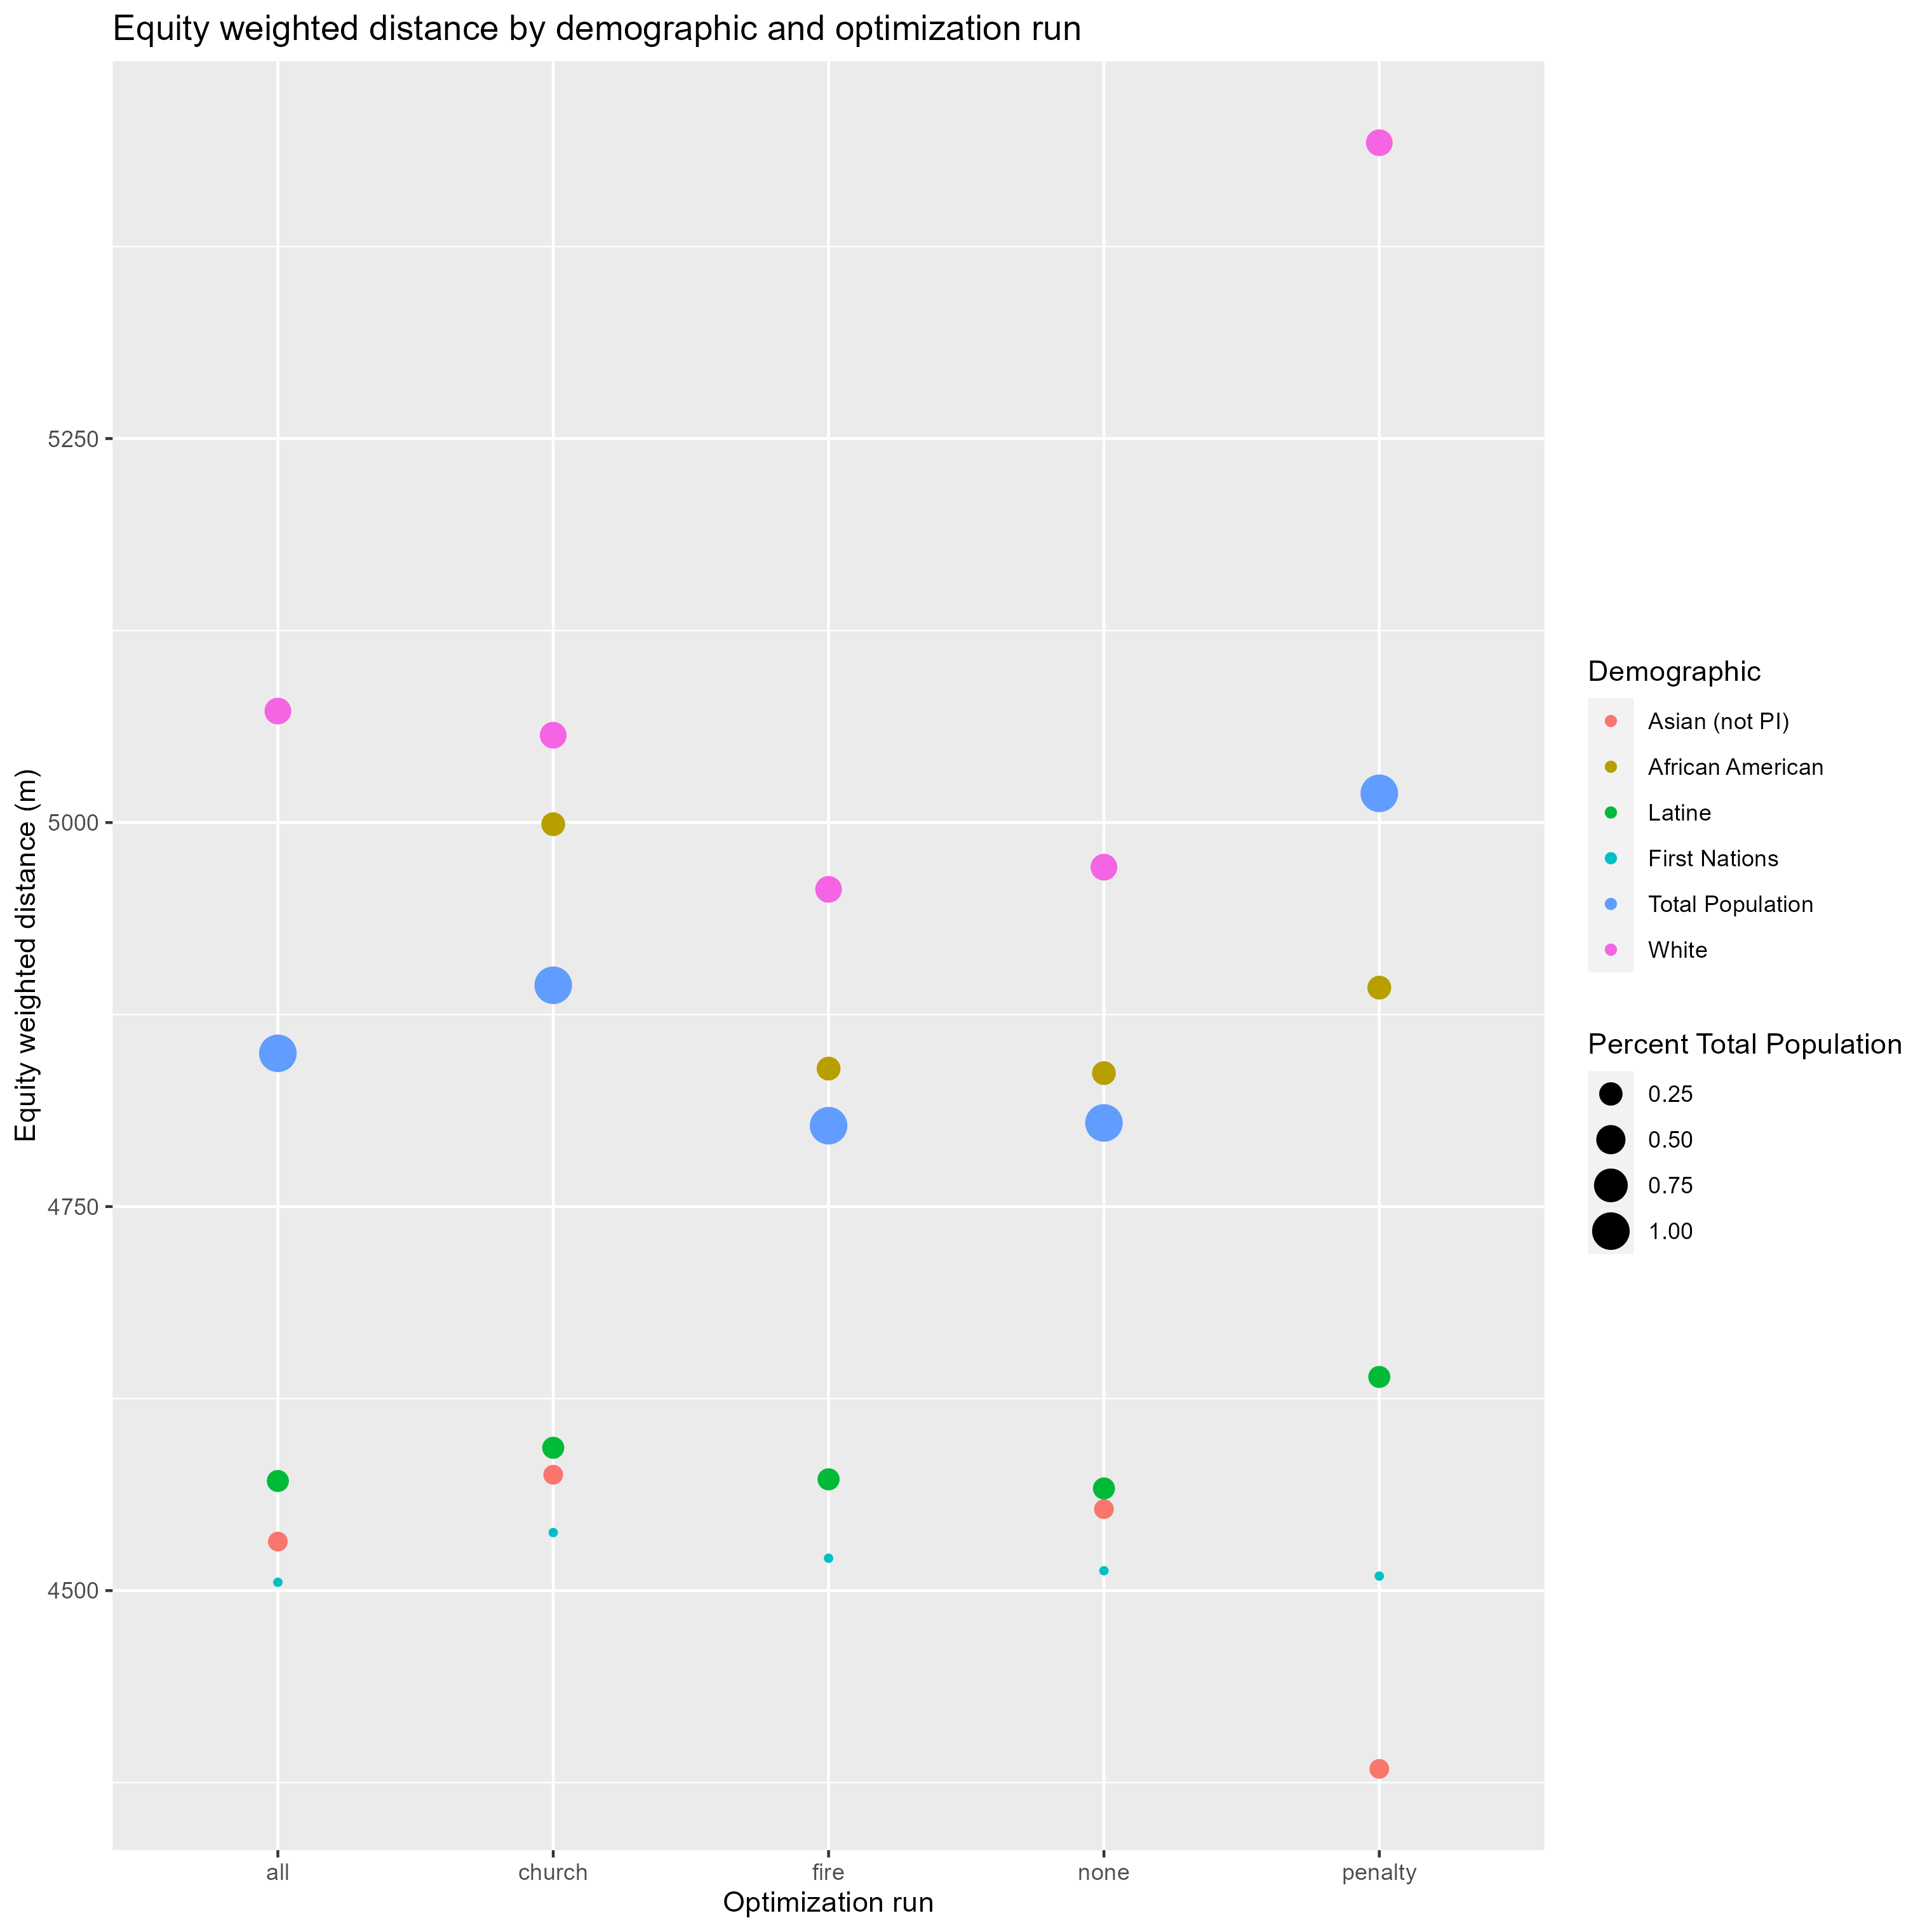 Equity weighted distance by demographic and optimization run
Equity weighted distance (m)
5250
5000
4750
4500
all
church
fire
none
penalty
Optimization run
Demographic
Asian (not PI)
African American
Latine
First Nations
Total Population
White
Percent Total Population
0.25
0.50
0.75
1.00